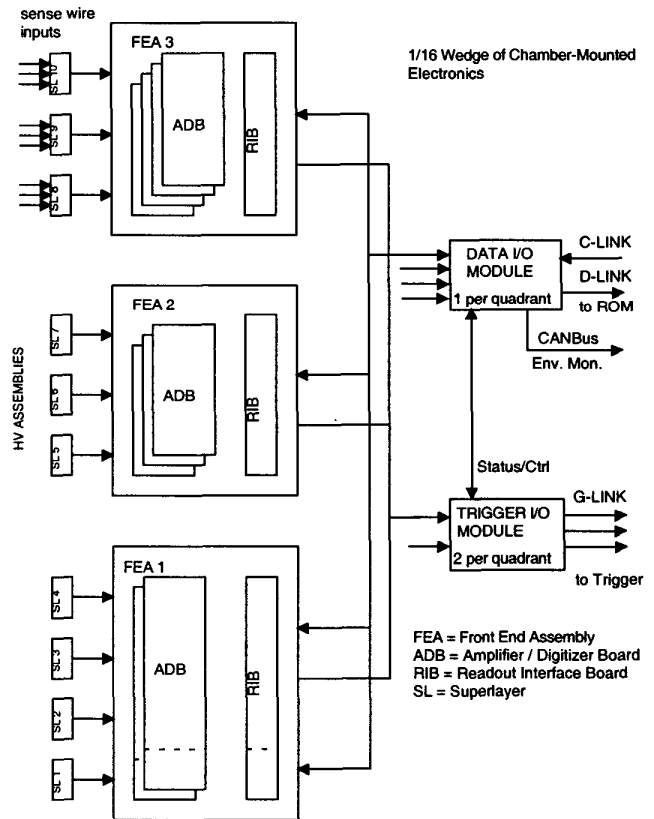 sense wire
inputs
FEA 3
1/16 Wedge of Chamber-Mounted
Electronics
SL 10
SL 9
SL 8
ADB
RIB
DATA I/O
MODULE
1 per quadrant
C-LINK
D-LINK
to ROM
CANBus
Env. Mon.
HV ASSEMBLIES
FEA 2
SL 7
SL 6
SL 5
ADB
RIB
Status/Ctrl
TRIGGER I/O
MODULE
2 per quadrant
G-LINK
to Trigger
FEA 1
SL 4
SL 3
SL 2
SL 1
ADB
RIB
FEA = Front End Assembly
ADB = Amplifier / Digitizer Board
RIB = Readout Interface Board
SL = Superlayer